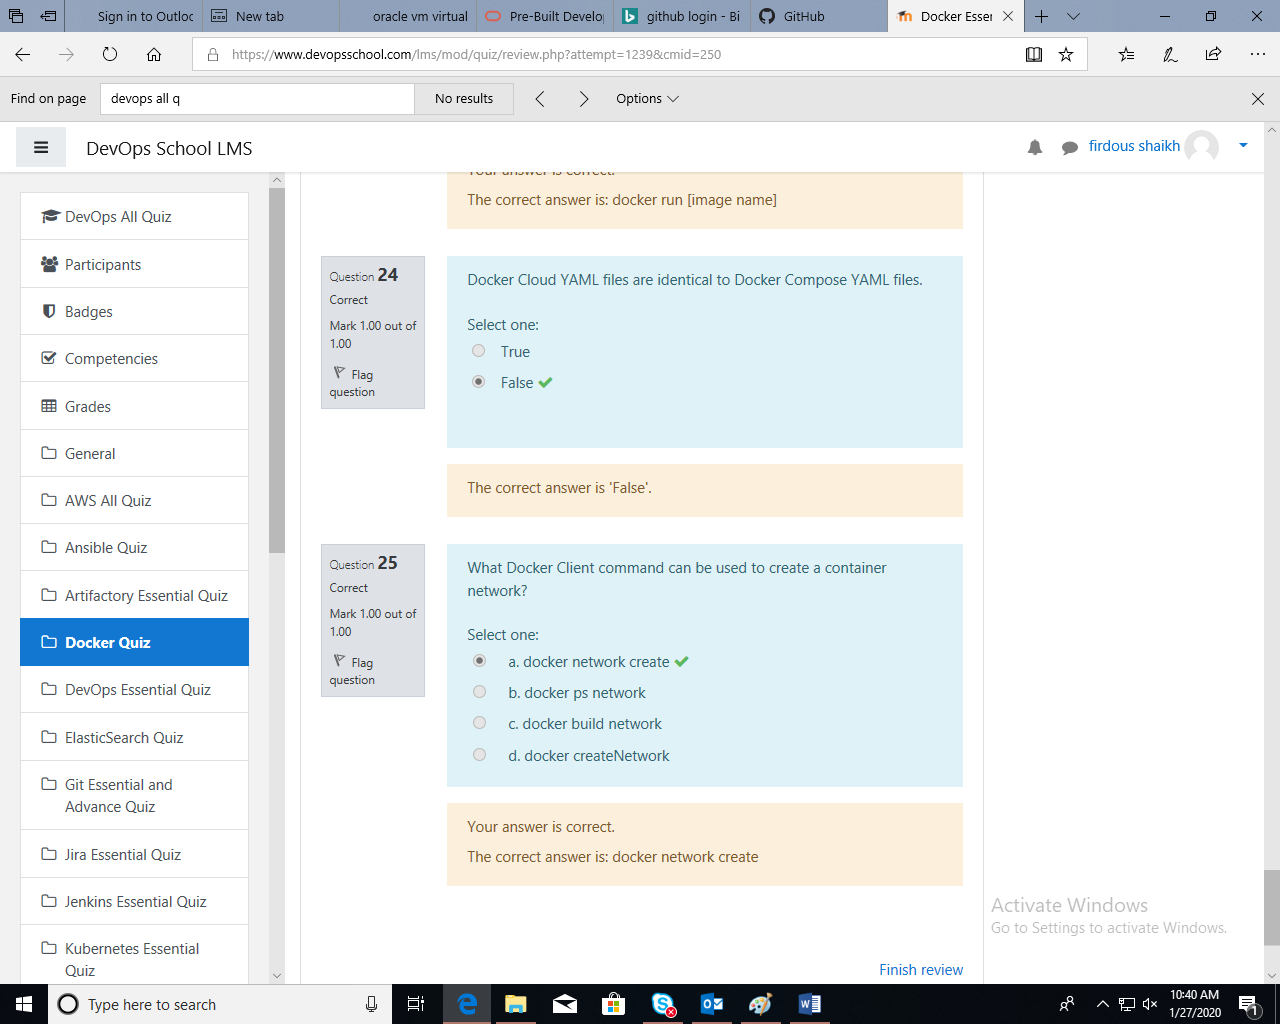 Sign in to Outloc
New tab
oracle vm virtual
Pre-Built Develo
github login - Bi
GitHub
Docker Esser
https://www.devopsschool.com/lms/mod/quiz/review.php?attempt=1239&cmid=250
Find on page
devops all q
No results
Options
DevOps School LMS
firdous shaikh
DevOps All Quiz
Participants
Badges
Competencies
Grades
General
AWS All Quiz
Ansible Quiz
Artifactory Essential Quiz
Docker Quiz
DevOps Essential Quiz
ElasticSearch Quiz
Git Essential and
Advance Quiz
Jira Essential Quiz
Jenkins Essential Quiz
Kubernetes Essential
Quiz
Your answer is correct.
The correct answer is: docker run [image name]
Question 24
Correct
Mark 1.00 out of
1.00
Flag
question
Docker Cloud YAML files are identical to Docker Compose YAML files.
Select one:
True
False
The correct answer is 'False'.
Question 25
Correct
Mark 1.00 out of
1.00
Flag
question
What Docker Client command can be used to create a container
network?
Select one:
a. docker network create
b. docker ps network
c. docker build network
d. docker createNetwork
Your answer is correct.
The correct answer is: docker network create
Finish review
Activate Windows
Go to Settings to activate Windows.
Type here to search
10:40 AM
1/27/2020
1